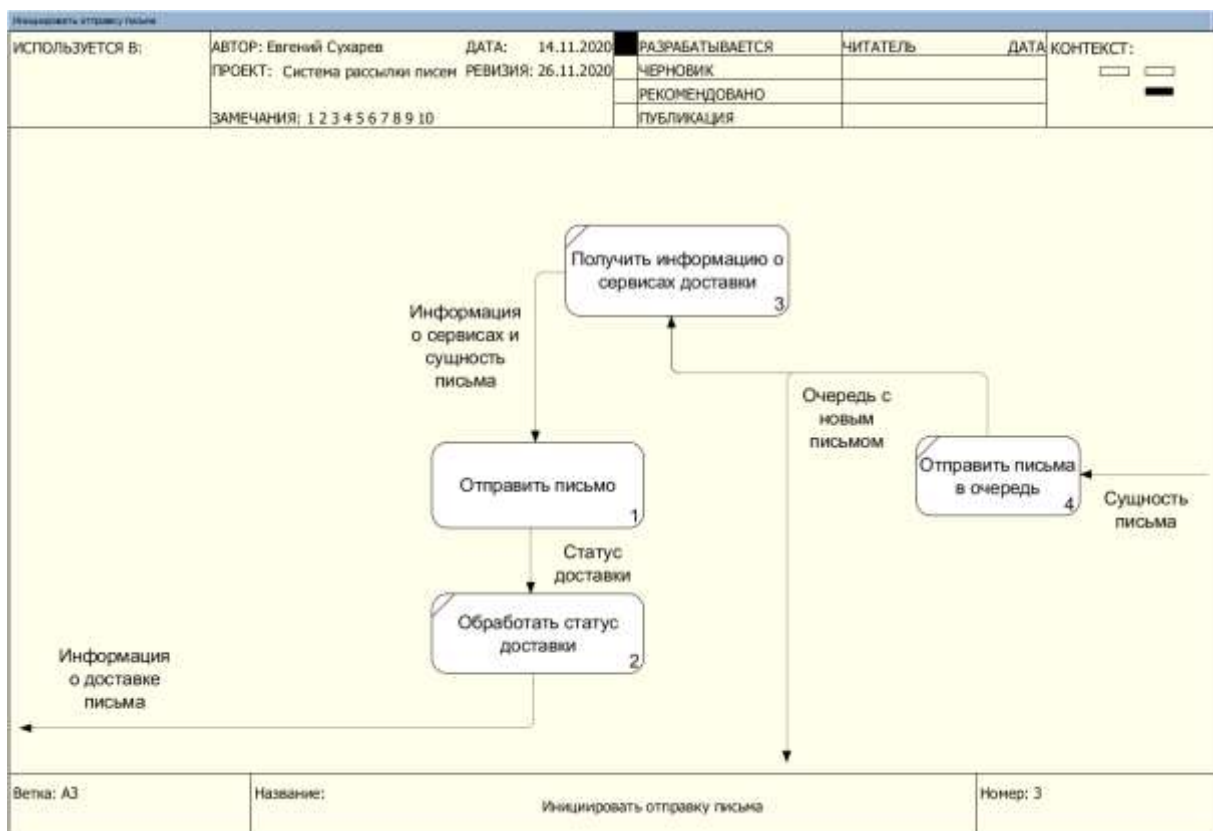 Инициировать отправку письма
ИСПОЛЬЗУЕТСЯ В:
АВТОР: Евгений Сухарев
ДАТА: 14.11.2020
РАЗРАБАТЫВАЕТСЯ
ЧИТАТЕЛЬ
ДАТА
КОНТЕКСТ:
ПРОЕКТ: Система рассылки писем
РЕВИЗИЯ: 26.11.2020
ЧЕРНОВИК
РЕКОМЕНДОВАНО
ЗАМЕЧАНИЯ: 1 2 3 4 5 6 7 8 9 10
ПУБЛИКАЦИЯ
Получить информацию о
сервисах доставки
3
Информация
о сервисах и
сущность
письма
Очередь с
новым
письмом
Отправить письма
в очередь
4
Сущность
письма
Отправить письмо
1
Статус
доставки
Обработать статус
доставки
2
Информация
о доставке
письма
Ветка: А3
Название:
Инициировать отправку письма
Номер: 3